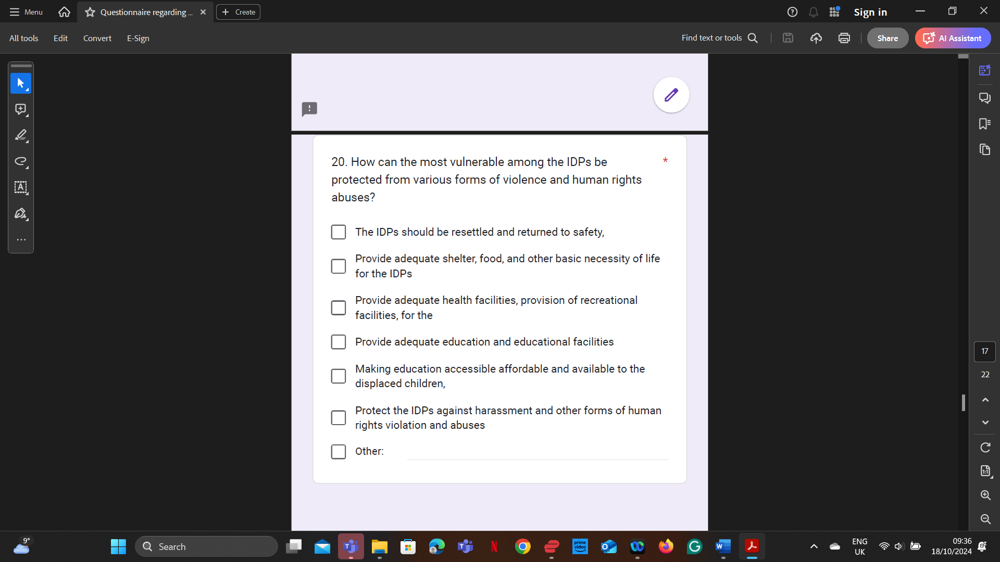 Menu
Questionnaire regarding ...
Create
Sign in
All tools
Edit
Convert
E-Sign
Find text or tools
Share
AI Assistant
20. How can the most vulnerable among the IDPs be *
protected from various forms of violence and human rights
abuses?
The IDPs should be resettled and returned to safety,
Provide adequate shelter, food, and other basic necessity of life
for the IDPs
Provide adequate health facilities, provision of recreational
facilities, for the
Provide adequate education and educational facilities
Making education accessible affordable and available to the
displaced children,
Protect the IDPs against harassment and other forms of human
rights violation and abuses
Other:
17
22
9°
Search
prime
video
ENG
UK
09:36
18/10/2024